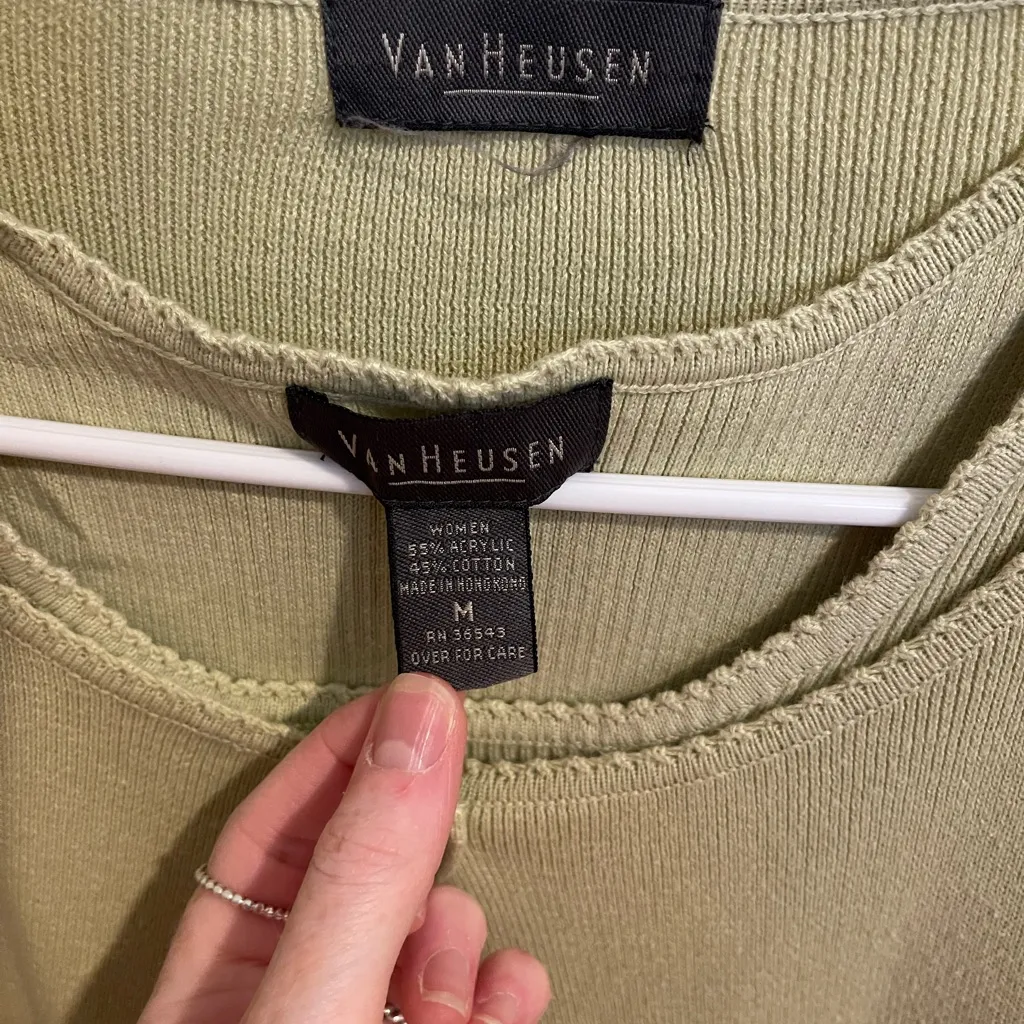 VAN HEUSEN
VAN HEUSEN
WOMEN
55% ACRYLIC
45% COTTON
MADE IN HONG KONG
M
RN 36543
OVER FOR CARE